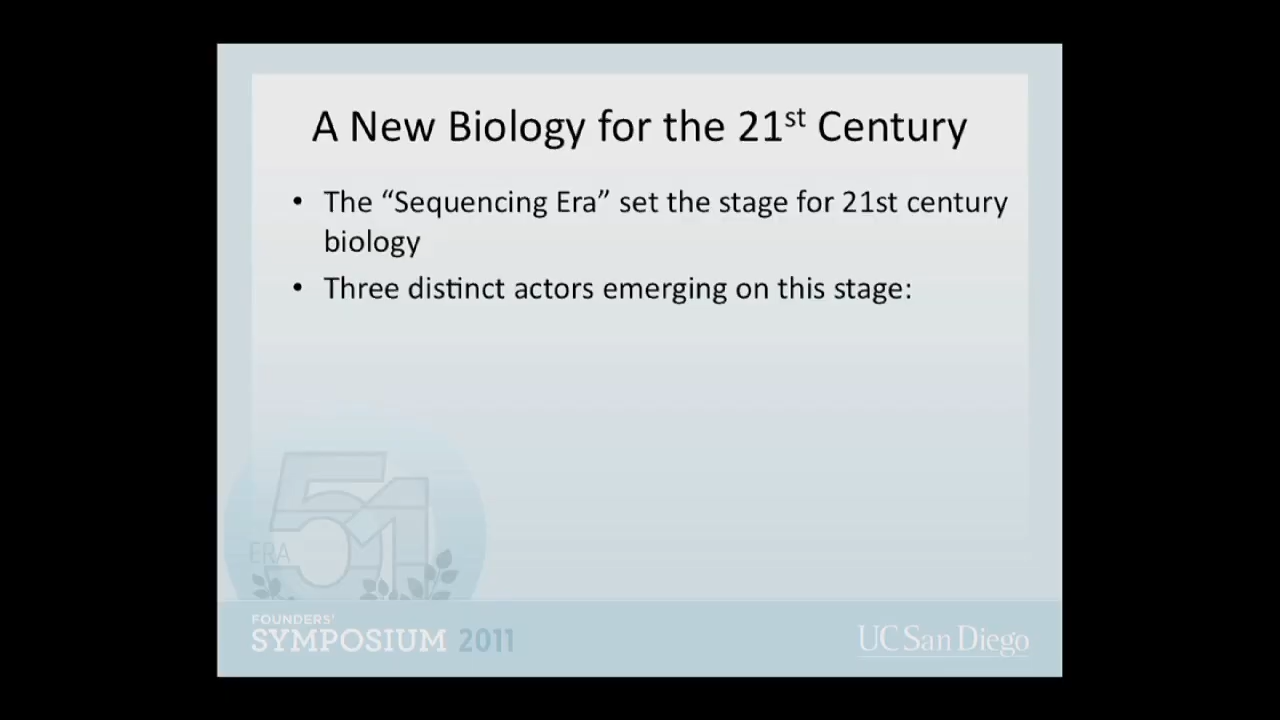 A New Biology for the 21st Century
• The “Sequencing Era” set the stage for 21st century
biology
• Three distinct actors emerging on this stage:
51
ERA
FOUNDERS'
SYMPOSIUM 2011
UC San Diego